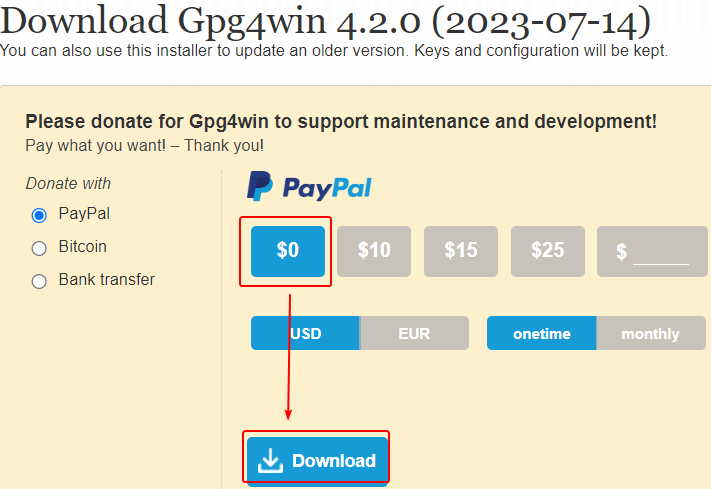 Download Gpg4win 4.2.0 (2023-07-14)
You can also use this installer to update an older version. Keys and configuration will be kept.
Please donate for Gpg4win to support maintenance and development!
Pay what you want! – Thank you!
Donate with
PayPal
Bitcoin
Bank transfer
PayPal
$0 $10 $15 $25 $ ______
USD EUR onetime monthly
Download